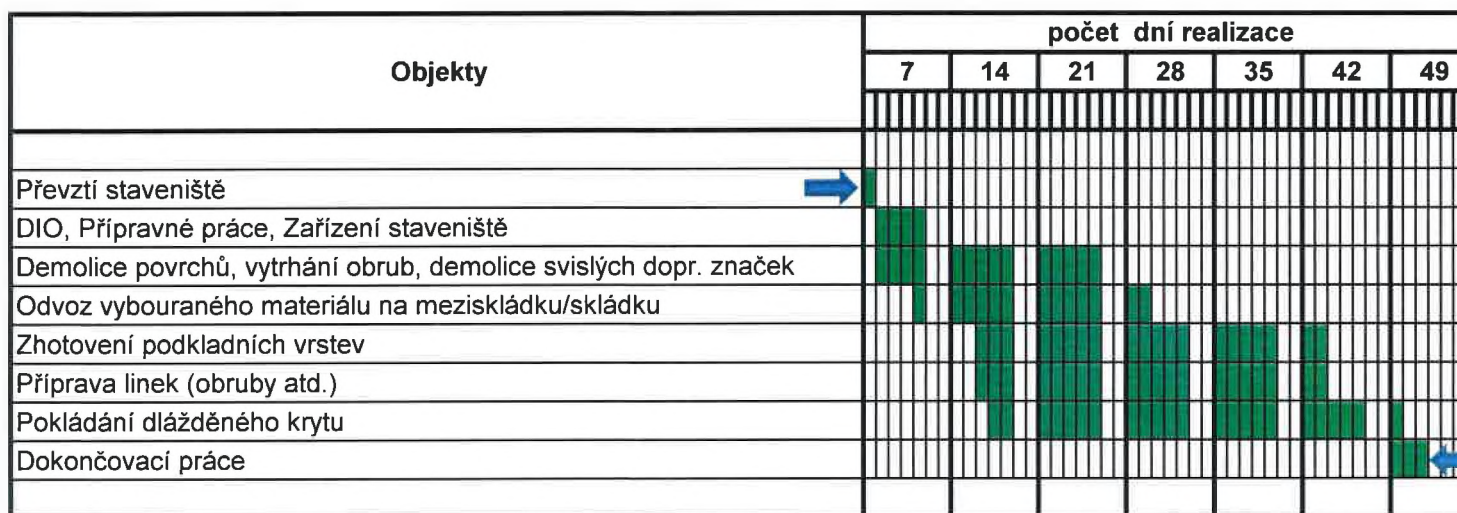 počet dní realizace
Objekty
7 14 21 28 35 42 49
Převztí staveniště
DIO, Přípravné práce, Zařízení staveniště
Demolice povrchů, vytrhání obrub, demolice svislých dopr. značek
Odvoz vybouraného materiálu na meziskládku/skládku
Zhotovení podkladních vrstev
Příprava linek (obruby atd.)
Pokládání dlážděného krytu
Dokončovací práce